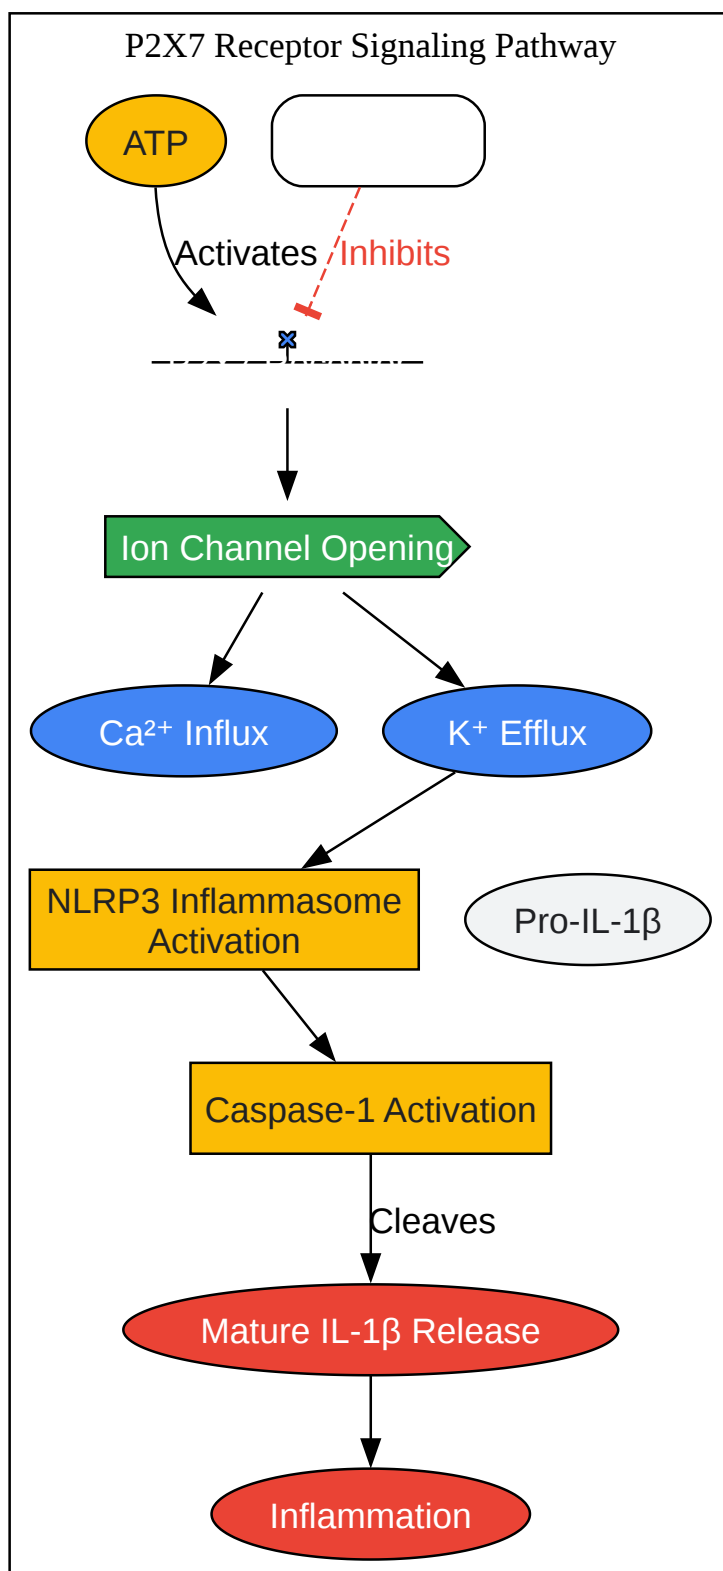 P2X7 Receptor Signaling Pathway
ATP
Activates
Inhibits
Ion Channel Opening
Ca²⁺ Influx
K⁺ Efflux
NLRP3 Inflammasome
Activation
Pro-IL-1β
Caspase-1 Activation
Cleaves
Mature IL-1β Release
Inflammation